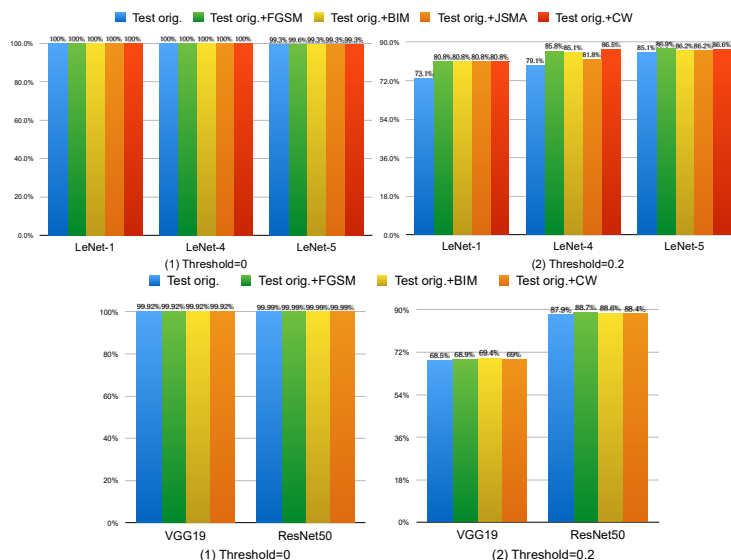 Test orig. Test orig.+FGSM Test orig.+BIM Test orig.+JSMA Test orig.+CW
100.0%
80.0%
60.0%
40.0%
20.0%
0.0%
100% 100% 100% 100% 100% 100% 100% 100% 100% 100% 99.3% 99.6% 99.3% 99.3% 99.3%
LeNet-1 LeNet-4 LeNet-5
(1) Threshold=0
90.0%
72.0%
54.0%
36.0%
18.0%
0.0%
73.1% 80.8% 80.8% 80.8% 80.8% 79.1% 85.8% 85.1% 81.8% 86.5% 85.1% 86.9% 86.2% 86.2% 86.6%
LeNet-1 LeNet-4 LeNet-5
(2) Threshold=0.2
Test orig. Test orig.+FGSM Test orig.+BIM Test orig.+CW
100%
80%
60%
40%
20%
0%
99.92% 99.92% 99.92% 99.92% 99.99% 99.99% 99.99% 99.99%
VGG19 ResNet50
(1) Threshold=0
90%
72%
54%
36%
18%
0%
68.5% 68.9% 69.4% 69% 87.9% 88.7% 88.6% 88.4%
VGG19 ResNet50
(2) Threshold=0.2